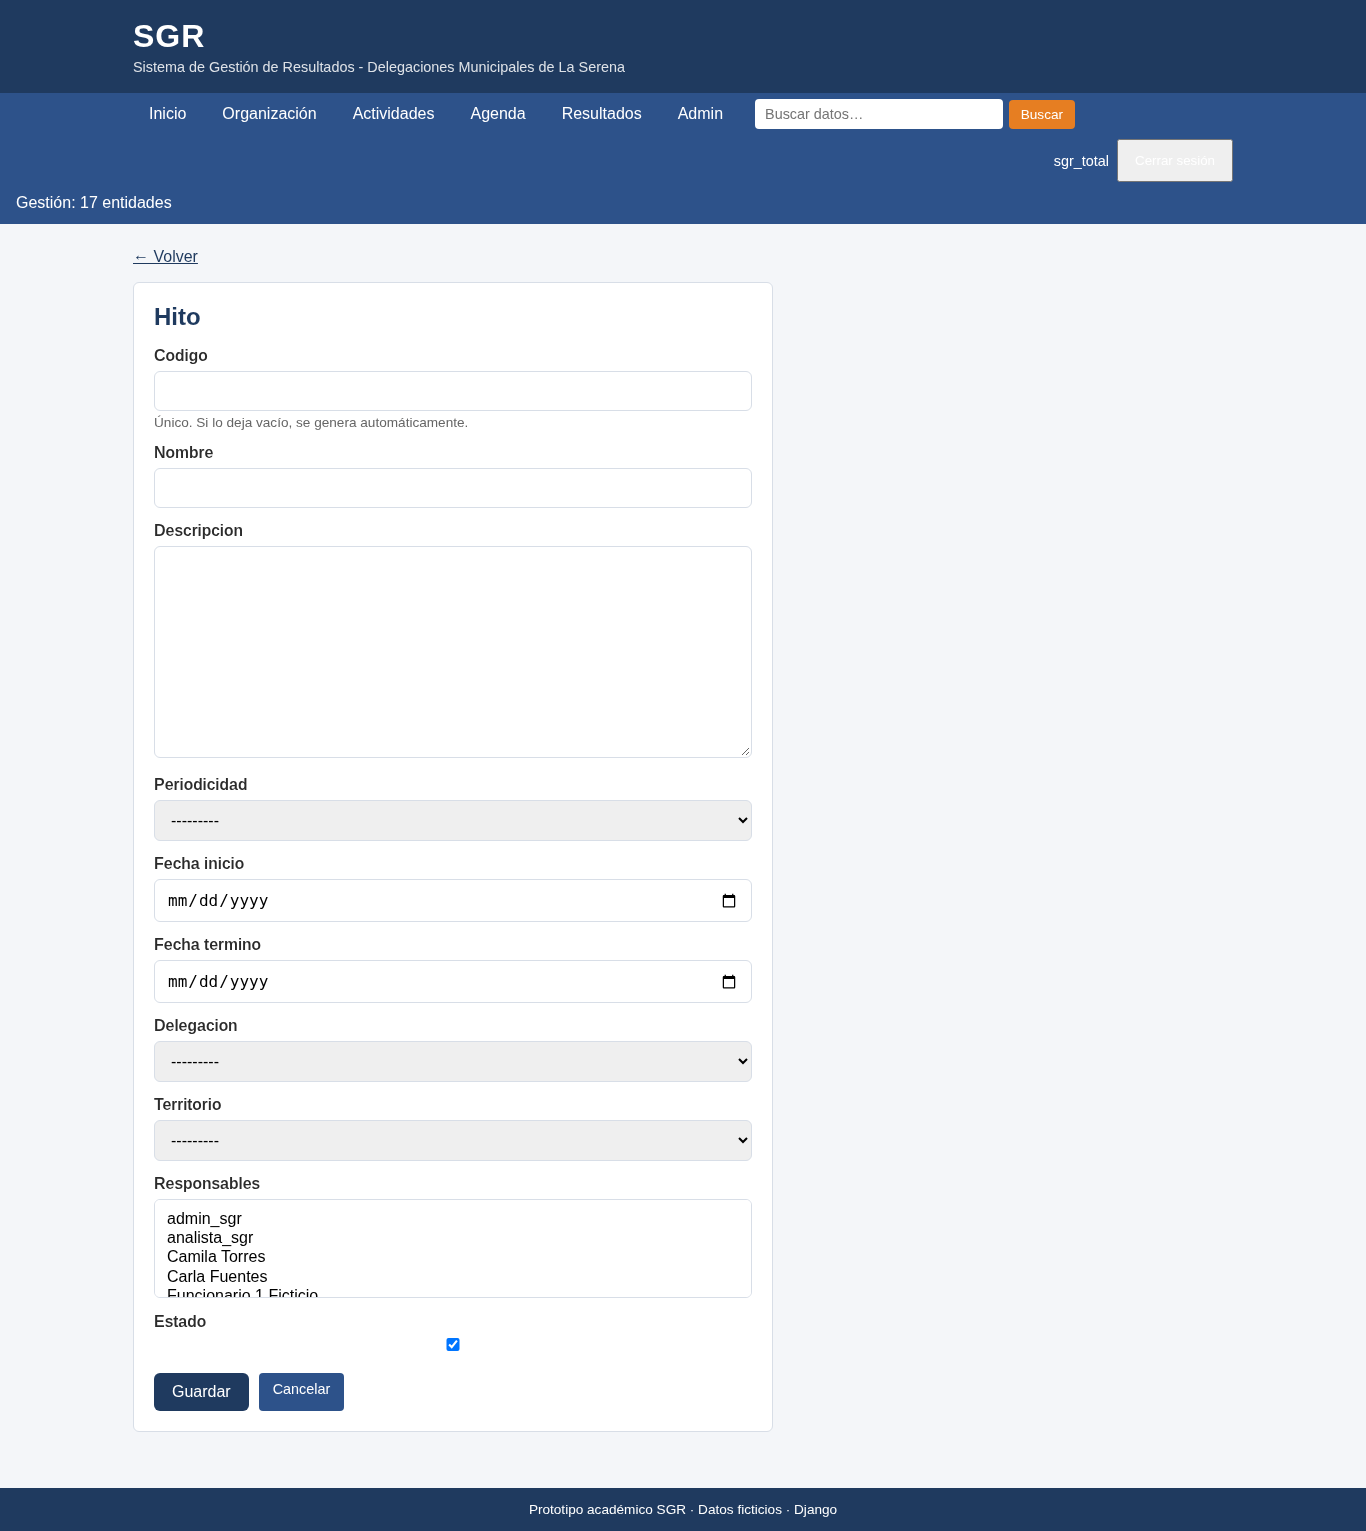 SGR
Sistema de Gestión de Resultados - Delegaciones Municipales de La Serena
Inicio Organización Actividades Agenda Resultados Admin Buscar datos… Buscar
sgr_total Cerrar sesión
Gestión: 17 entidades
← Volver
Hito
Codigo
Único. Si lo deja vacío, se genera automáticamente.
Nombre
Descripcion
Periodicidad
---------
Fecha inicio
mm/dd/yyyy
Fecha termino
mm/dd/yyyy
Delegacion
---------
Territorio
---------
Responsables
admin_sgr
analista_sgr
Camila Torres
Carla Fuentes
Funcionario 1 Ficticio
Estado
Guardar Cancelar
Prototipo académico SGR · Datos ficticios · Django